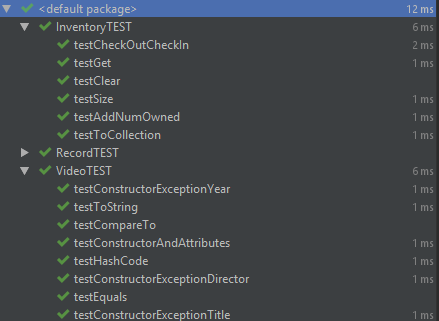 <default package> 12 ms
InventoryTEST 6 ms
testCheckOutCheckIn 2 ms
testGet 1 ms
testClear
testSize 1 ms
testAddNumOwned 1 ms
testToCollection 1 ms
RecordTEST
VideoTEST 6 ms
testConstructorExceptionYear 1 ms
testToString 1 ms
testCompareTo
testConstructorAndAttributes 1 ms
testHashCode 1 ms
testConstructorExceptionDirector 1 ms
testEquals
testConstructorExceptionTitle 1 ms